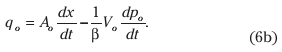 q_o = A_o dx/dt − 1/β V_o dp_o/dt.
(6b)